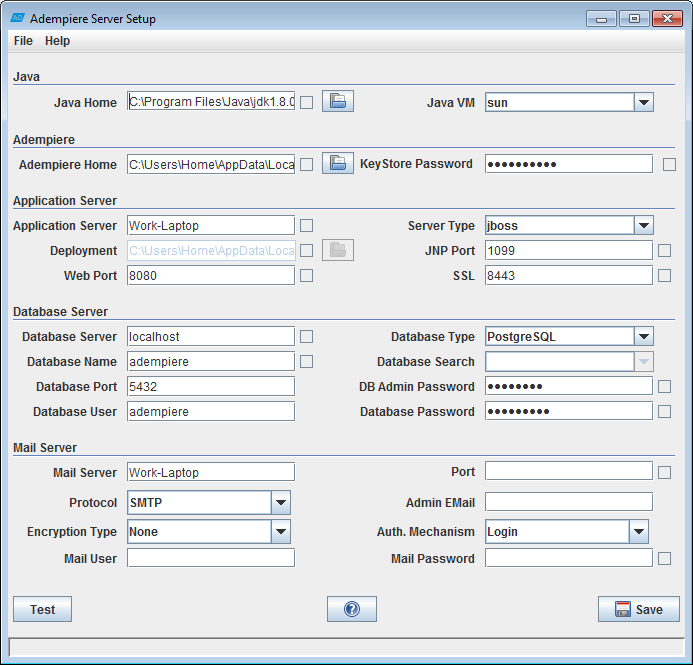 AD Adempiere Server Setup
File Help
Java
Java Home C:\Program Files\Java\jdk1.8.0 Java VM sun
Adempiere
Adempiere Home C:\Users\Home\AppData\Loca KeyStore Password ●●●●●●●●●●
Application Server
Application Server Work-Laptop Server Type jboss
Deployment C:\Users\Home\AppData\Loca JNP Port 1099
Web Port 8080 SSL 8443
Database Server
Database Server localhost Database Type PostgreSQL
Database Name adempiere Database Search
Database Port 5432 DB Admin Password ●●●●●●●●
Database User adempiere Database Password ●●●●●●●●●
Mail Server
Mail Server Work-Laptop Port
Protocol SMTP Admin EMail
Encryption Type None Auth. Mechanism Login
Mail User Mail Password
Test ? Save